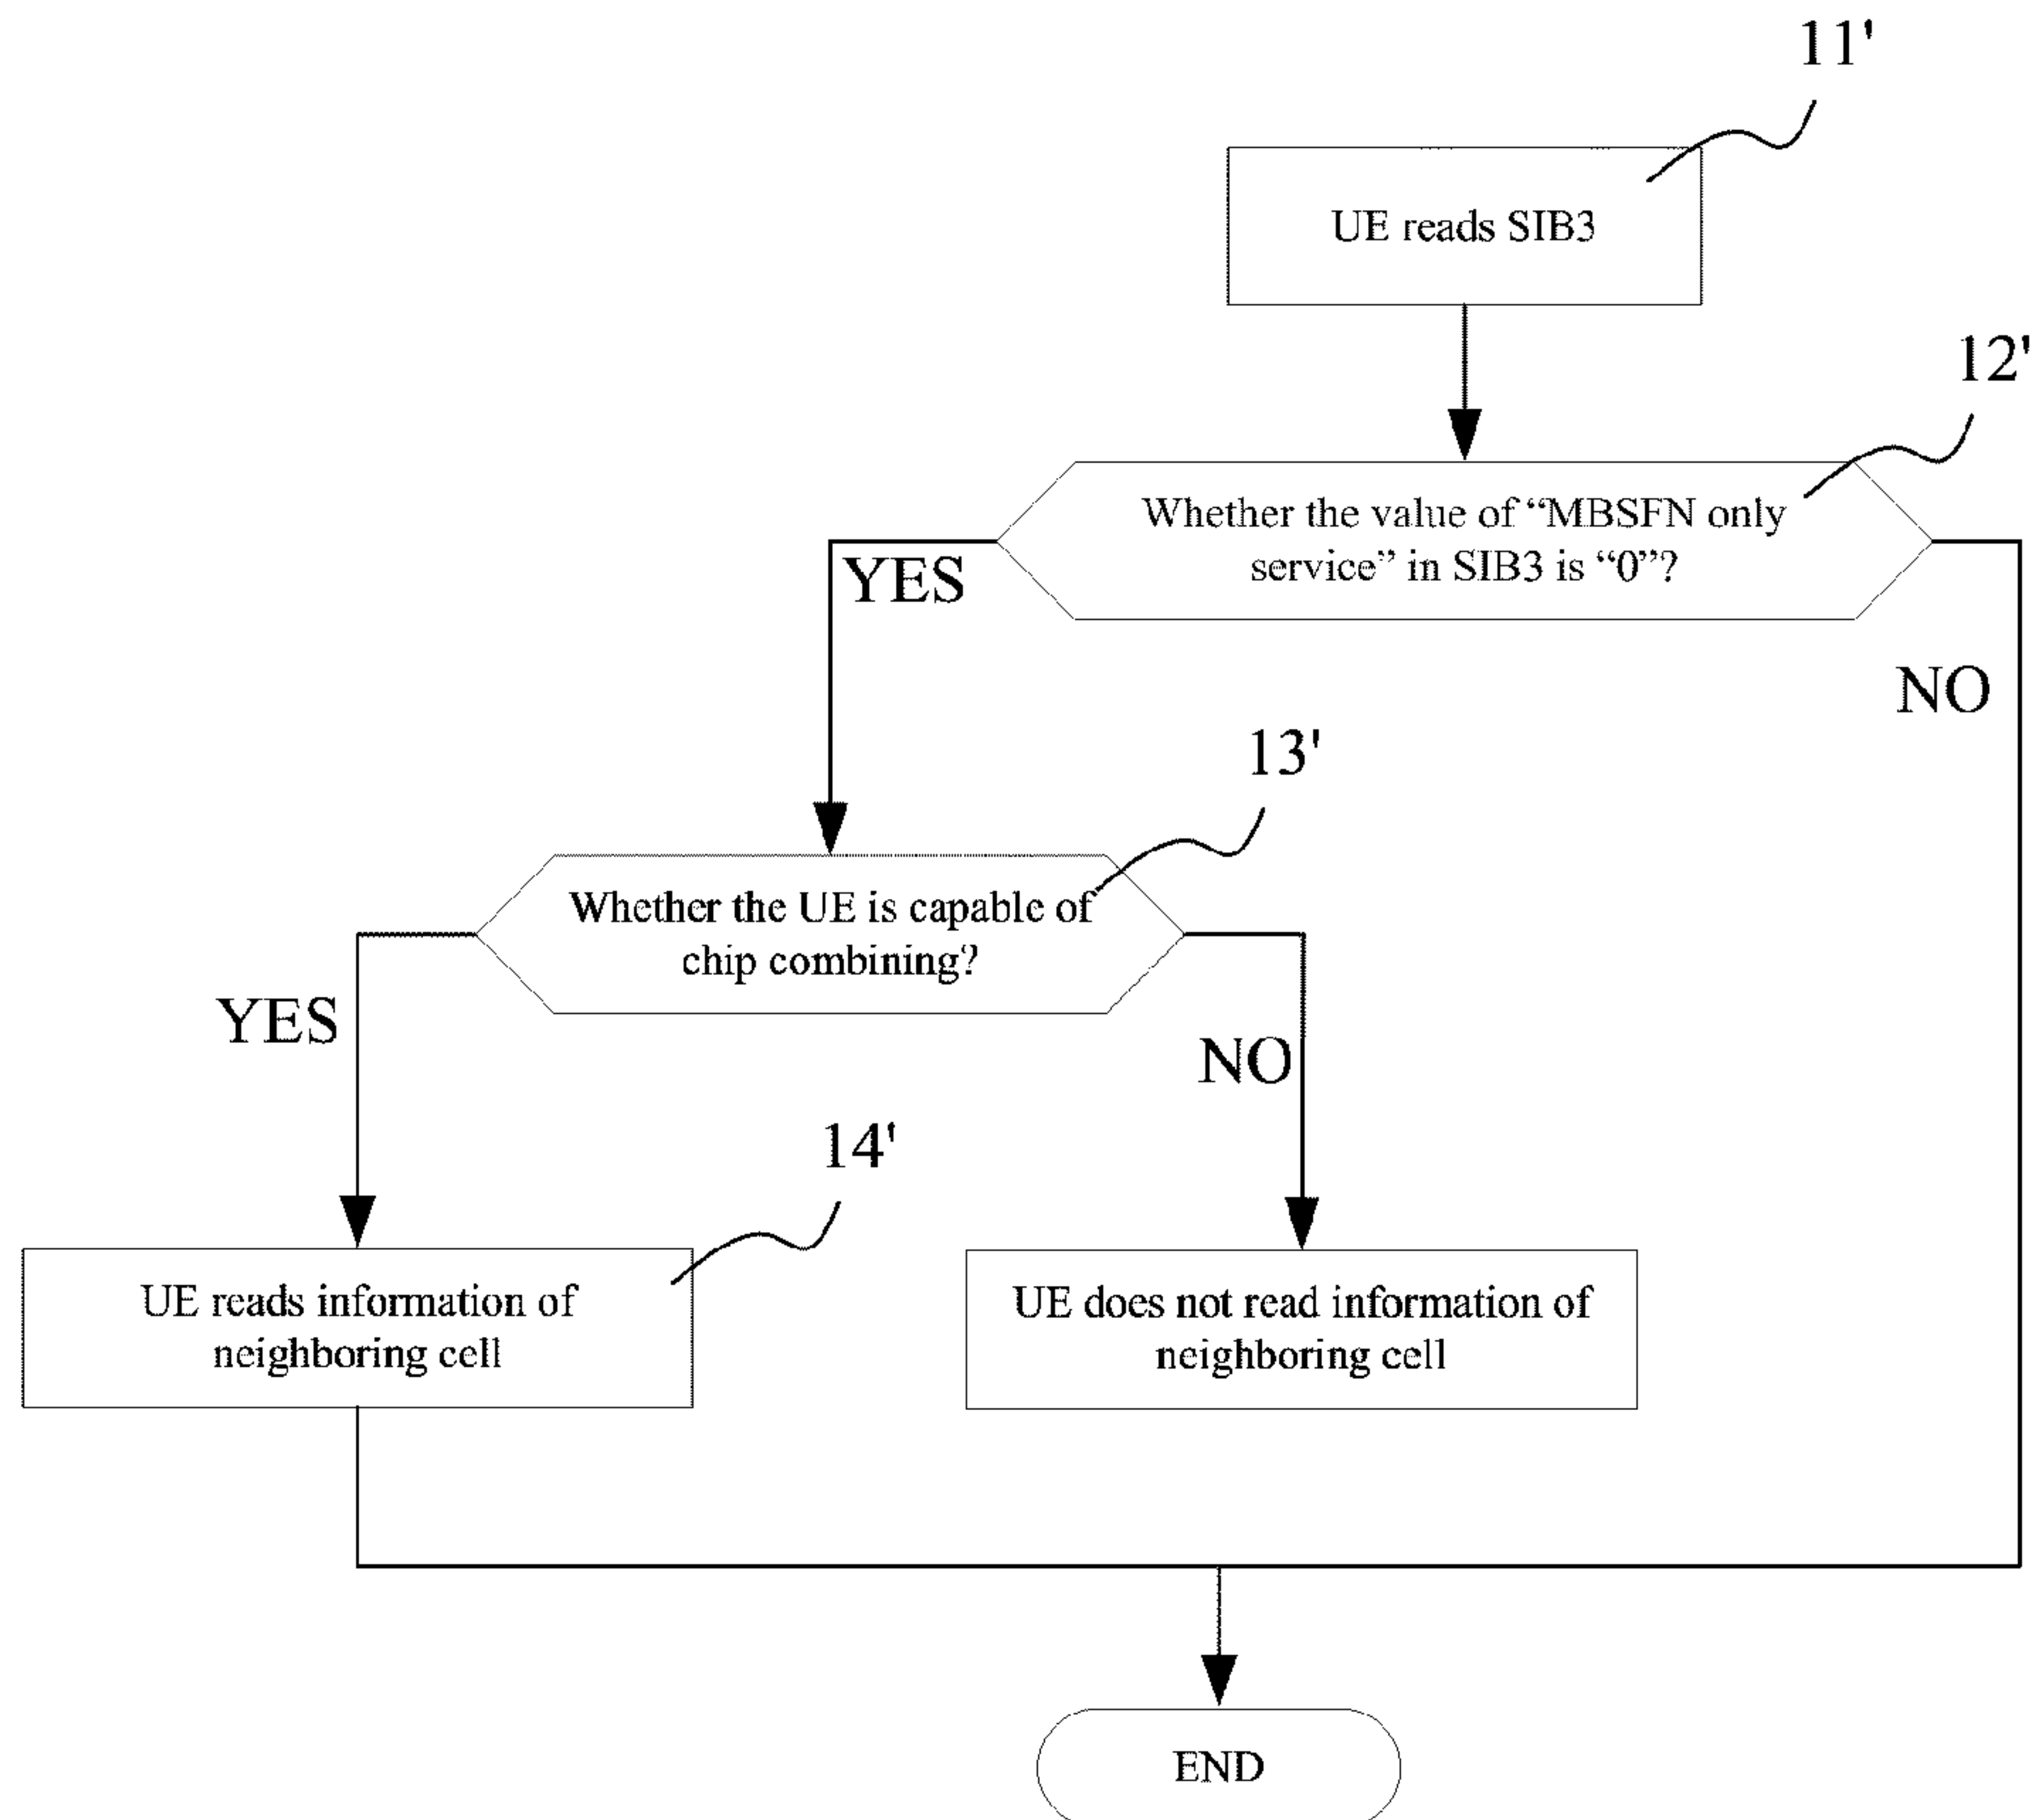 11'
UE reads SIB3
12'
Whether the value of “MBSFN only
service” in SIB3 is “0”?
YES
NO
13'
Whether the UE is capable of
chip combining?
YES
NO
14'
UE reads information of
neighboring cell
UE does not read information of
neighboring cell
END